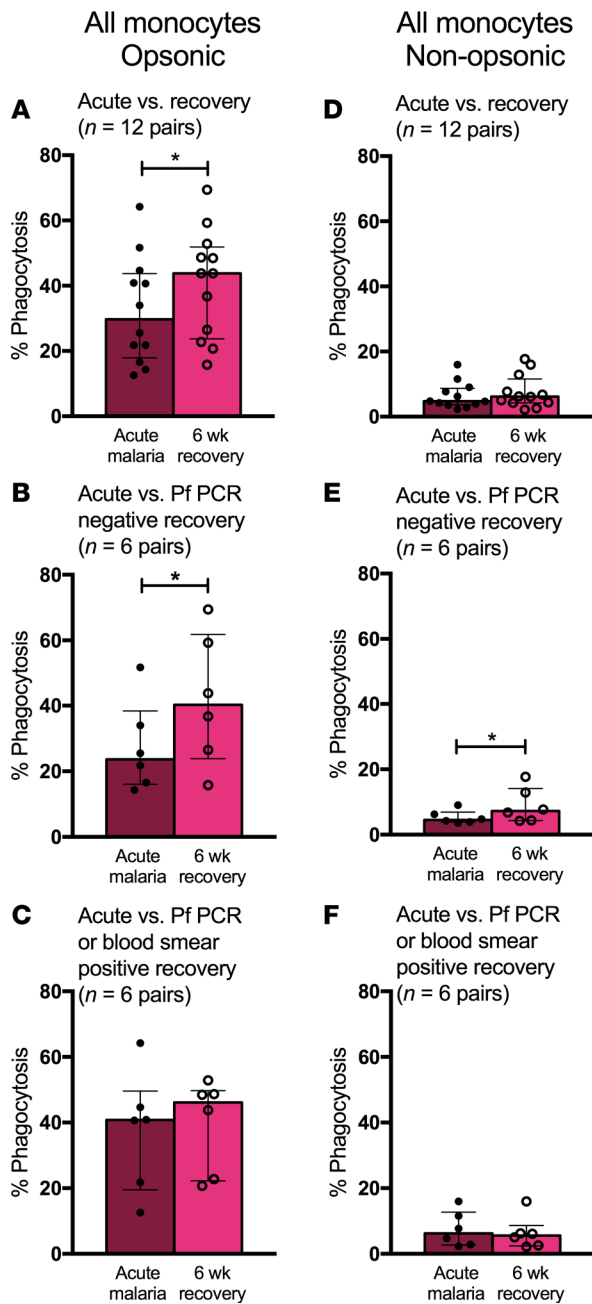 All monocytes
Opsonic
A
Acute vs. recovery
(n = 12 pairs)
% Phagocytosis
80
60
40
20
0
*
Acute
malaria
6 wk
recovery
B
Acute vs. Pf PCR
negative recovery
(n = 6 pairs)
% Phagocytosis
80
60
40
20
0
*
Acute
malaria
6 wk
recovery
C
Acute vs. Pf PCR
or blood smear
positive recovery
(n = 6 pairs)
% Phagocytosis
80
60
40
20
0
Acute
malaria
6 wk
recovery
All monocytes
Non-opsonic
D
Acute vs. recovery
(n = 12 pairs)
% Phagocytosis
80
60
40
20
0
Acute
malaria
6 wk
recovery
E
Acute vs. Pf PCR
negative recovery
(n = 6 pairs)
% Phagocytosis
80
60
40
20
0
*
Acute
malaria
6 wk
recovery
F
Acute vs. Pf PCR
or blood smear
positive recovery
(n = 6 pairs)
% Phagocytosis
80
60
40
20
0
Acute
malaria
6 wk
recovery